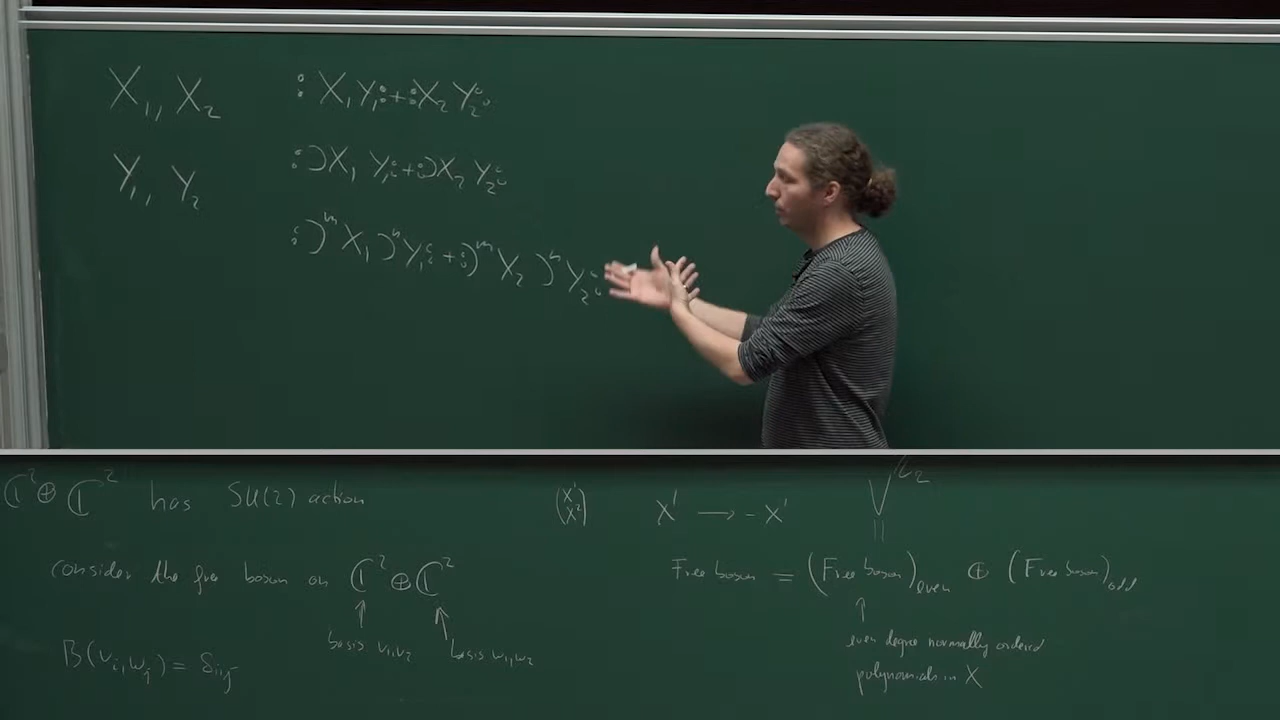 X₁, X₂
Y₁, Y₂
:X₁Y₁:+:X₂Y₂:
:∂X₁ Y₁:+:∂X₂ Y₂:
:∂ᵐX₁ ∂ⁿY₁: + :∂ᵐX₂ ∂ⁿY₂:
ℂ² ⊕ ℂ² has SU(2) action
consider the free boson on ℂ² ⊕ ℂ²
basis v₁,v₂
basis w₁,w₂
B(vᵢ,wⱼ) = δᵢ,ⱼ
(X¹ X²)
X¹ → -X¹
V^ℤ₂
=
Free boson = (Free boson)even ⊕ (Free boson)odd
even degree normally ordered
polynomials in X